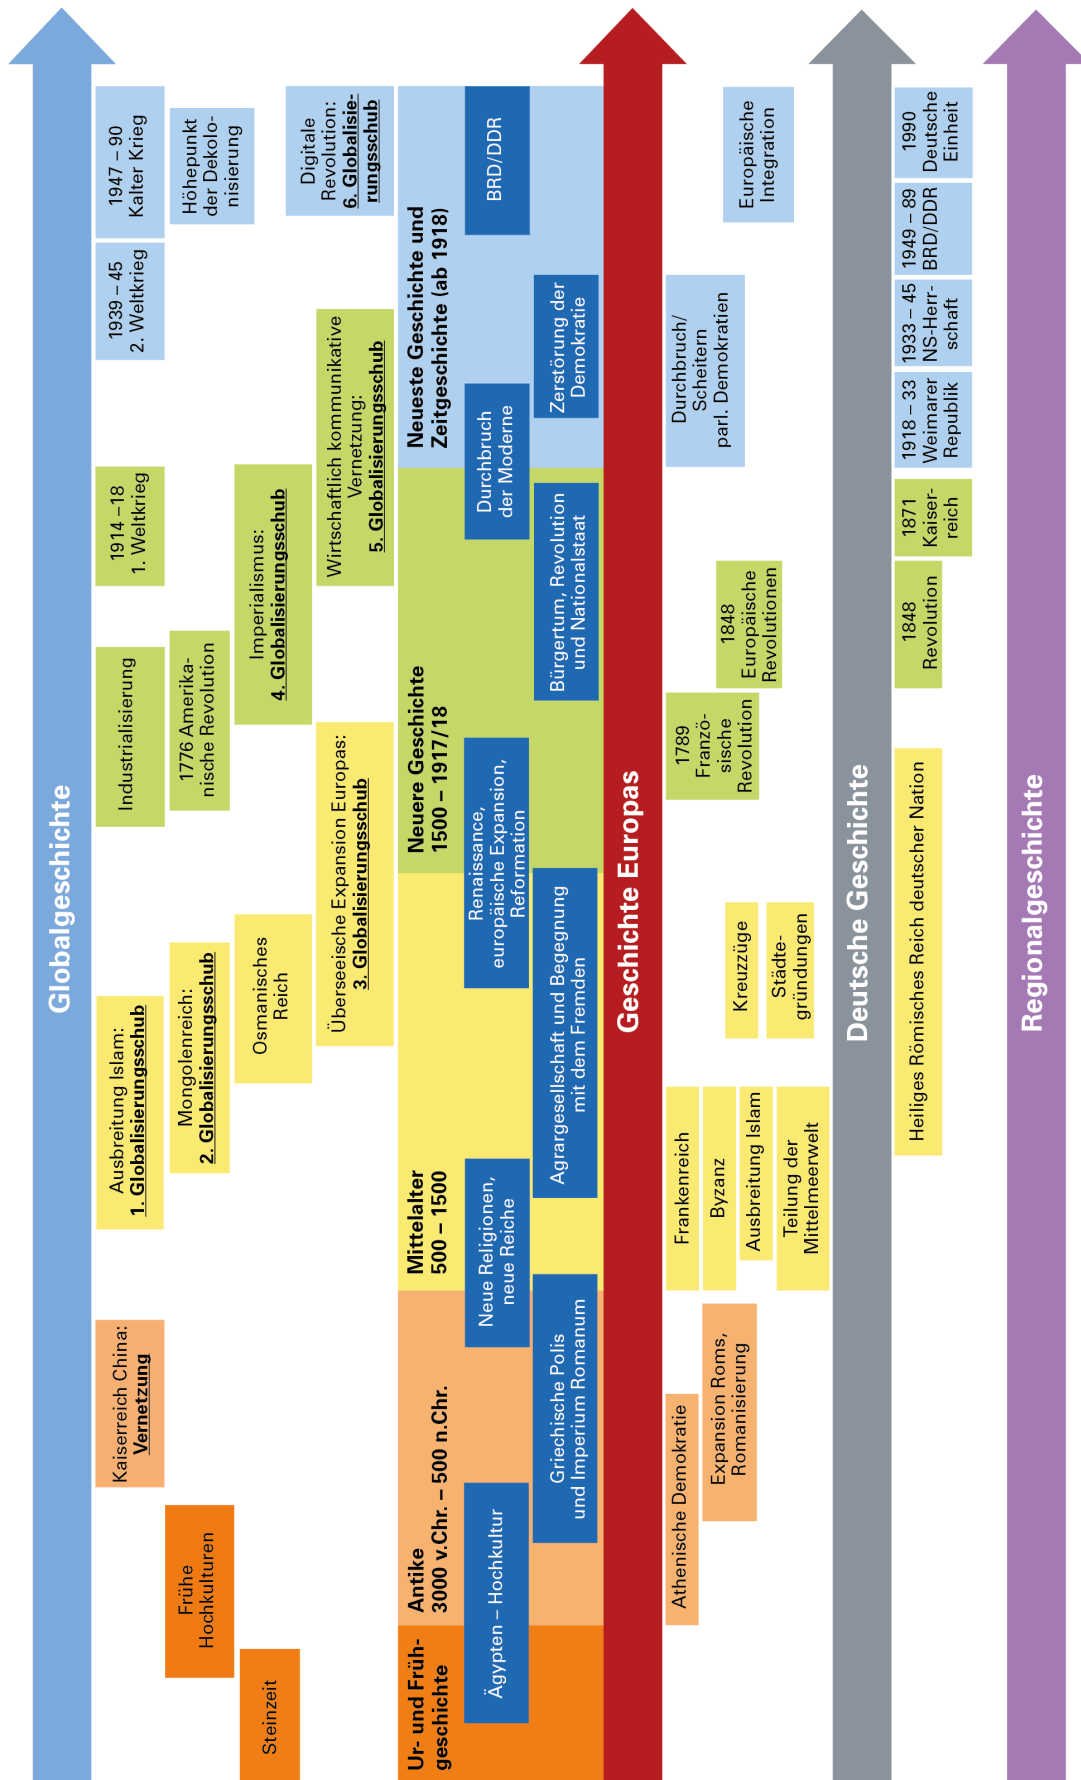 Globalgeschichte
Steinzeit
Frühe
Hochkulturen
Kaiserreich China:
Vernetzung
Ausbreitung Islam:
1. Globalisierungsschub
Mongolenreich:
2. Globalisierungsschub
Osmanisches
Reich
Überseeische Expansion Europas:
3. Globalisierungsschub
Industrialisierung
1776 Amerika-
nische Revolution
Imperialismus:
4. Globalisierungsschub
1914 – 18
1. Weltkrieg
Wirtschaftlich kommunikative
Vernetzung:
5. Globalisierungsschub
1939 – 45
2. Weltkrieg
1947 – 90
Kalter Krieg
Höhepunkt
der Dekolo-
nisierung
Digitale
Revolution:
6. Globalisie-
rungsschub
Ur- und Früh-
geschichte
Antike
3000 v.Chr. – 500 n.Chr.
Mittelalter
500 – 1500
Neuere Geschichte
1500 – 1917/18
Neueste Geschichte und
Zeitgeschichte (ab 1918)
Ägypten – Hochkultur
Griechische Polis
und Imperium Romanum
Neue Religionen,
neue Reiche
Agrargesellschaft und Begegnung
mit dem Fremden
Renaissance,
europäische Expansion,
Reformation
Bürgertum, Revolution
und Nationalstaat
Durchbruch
der Moderne
Zerstörung der
Demokratie
BRD/DDR
Geschichte Europas
Athenische Demokratie
Expansion Roms,
Romanisierung
Frankenreich
Byzanz
Ausbreitung Islam
Teilung der
Mittelmeerwelt
Kreuzzüge
Städte-
gründungen
1789
Franzö-
sische
Revolution
1848
Europäische
Revolutionen
Durchbruch/
Scheitern
parl. Demokratien
Europäische
Integration
Deutsche Geschichte
Heiliges Römisches Reich deutscher Nation
1848
Revolution
1871
Kaiser-
reich
1918 – 33
Weimarer
Republik
1933 – 45
NS-Herr-
schaft
1949 – 89
BRD/DDR
1990
Deutsche
Einheit
Regionalgeschichte